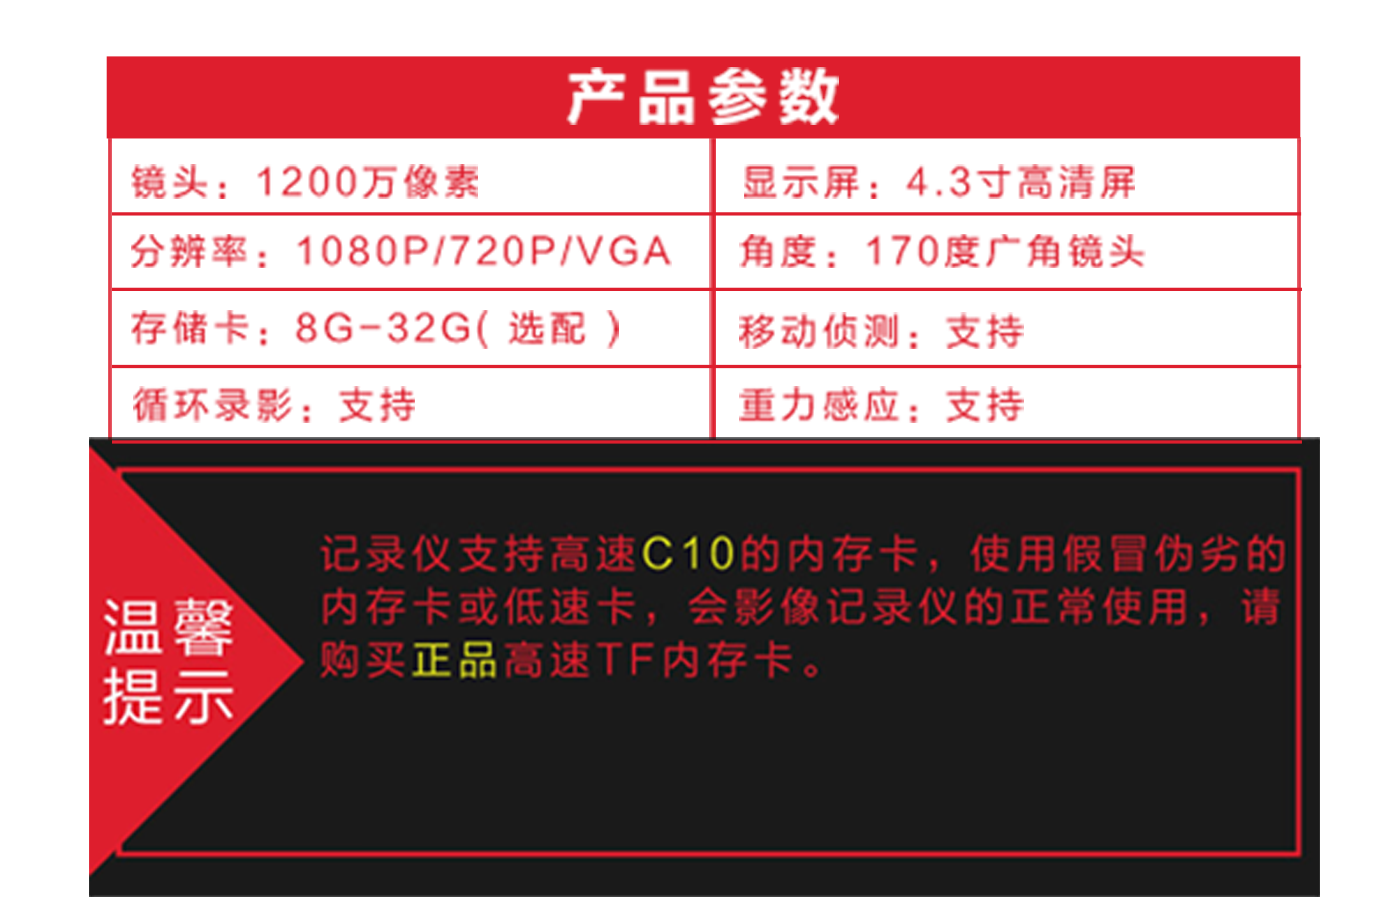 产品参数
镜头：1200万像素
显示屏：4.3寸高清屏
分辨率：1080P/720P/VGA
角度：170度广角镜头
存储卡：8G-32G( 选配 )
移动侦测：支持
循环录影：支持
重力感应：支持
温馨
提示
记录仪支持高速C10的内存卡，使用假冒伪劣的
内存卡或低速卡，会影像记录仪的正常使用，请
购买正品高速TF内存卡。